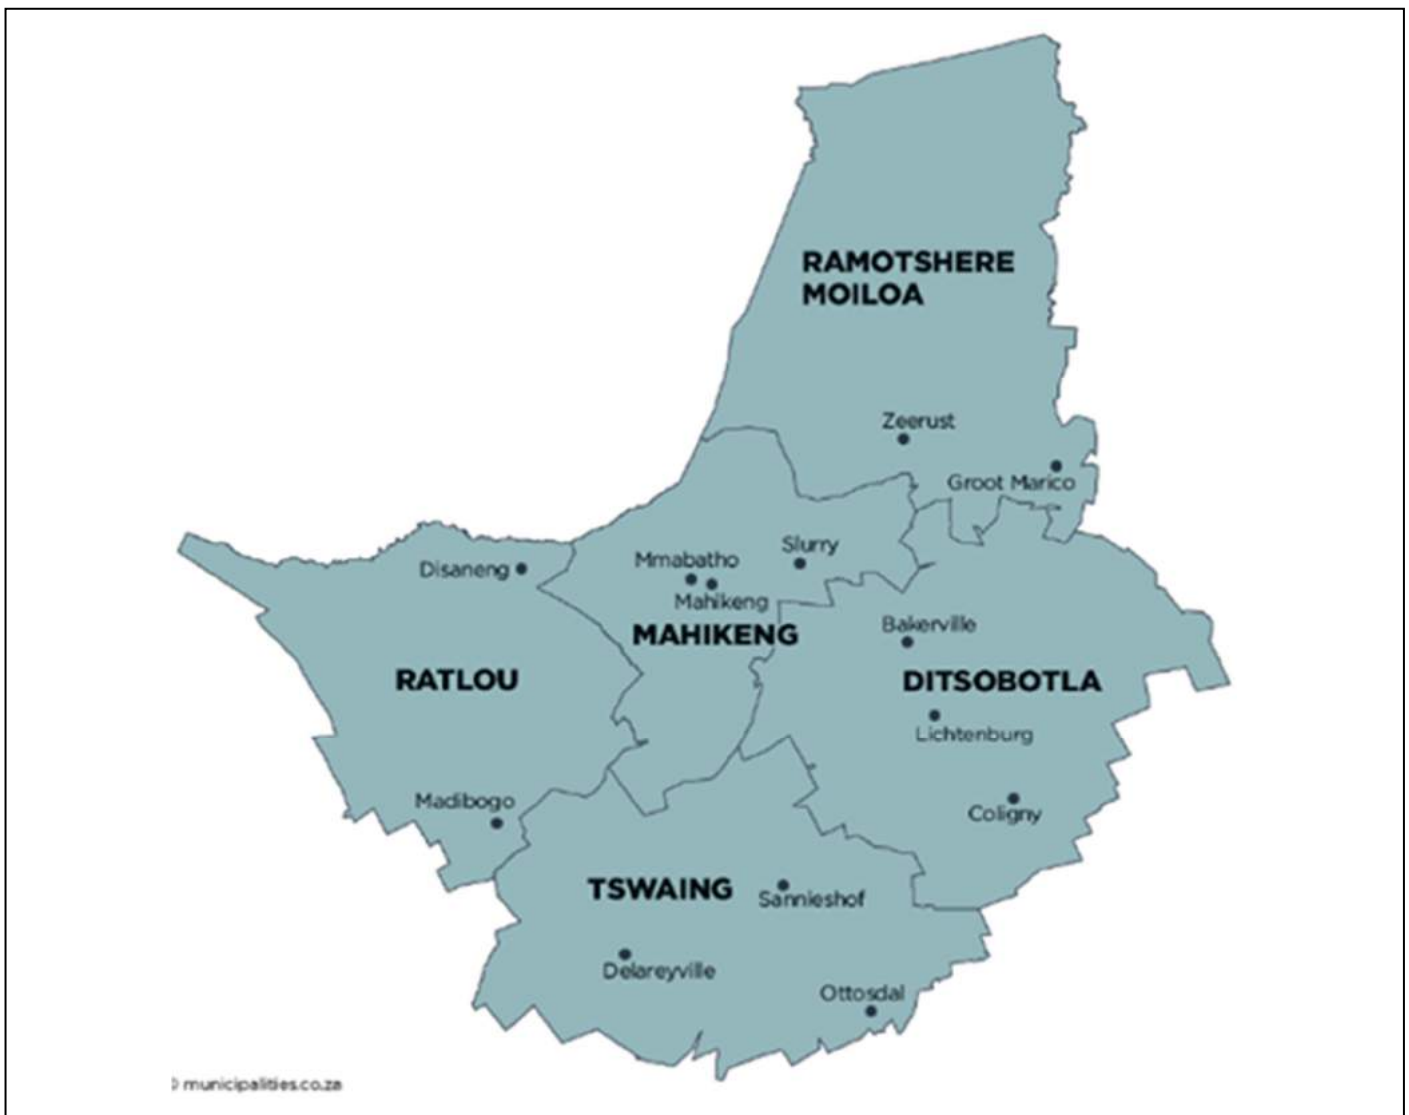 RAMOTSHERE
MOILOA
Zeerust
Groot Marico
Slurry
Mmabatho
Disaneng
Mahikeng
MAHIKENG
Bakerville
RATLOU
DITSOBOTLA
Lichtenburg
Madibogo
Coligny
TSWAING
Sannieshof
Delareyville
Ottosdal
© municipalities.co.za